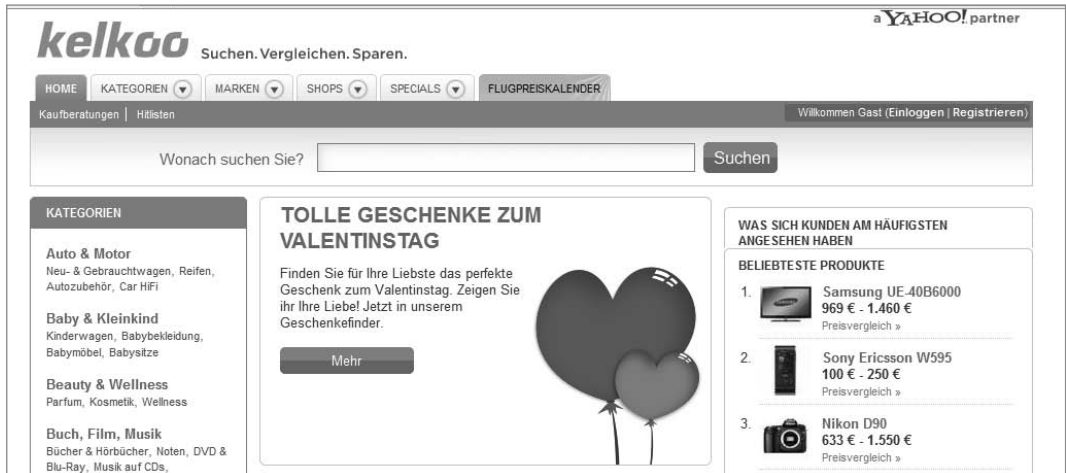 a YAHOO! partner
kelkoo Suchen. Vergleichen. Sparen.
HOME KATEGORIEN MARKEN SHOPS SPECIALS FLUGPREISKALENDER
Kaufberatungen | Hitlisten
Willkommen Gast (Einloggen | Registrieren)
Wonach suchen Sie? Suchen
KATEGORIEN
Auto & Motor
Neu- & Gebrauchtwagen, Reifen,
Autozubehör, Car HiFi
Baby & Kleinkind
Kinderwagen, Babybekleidung,
Babymöbel, Babysitze
Beauty & Wellness
Parfum, Kosmetik, Wellness
Buch, Film, Musik
Bücher & Hörbücher, Noten, DVD &
Blu-Ray, Musik auf CDs,
TOLLE GESCHENKE ZUM
VALENTINSTAG
Finden Sie für Ihre Liebste das perfekte
Geschenk zum Valentinstag. Zeigen Sie
ihr Ihre Liebe! Jetzt in unserem
Geschenkefinder.
Mehr
WAS SICH KUNDEN AM HÄUFIGSTEN
ANGESEHEN HABEN
BELIEBTESTE PRODUKTE
1. Samsung UE-40B6000
969 € - 1.460 €
Preisvergleich »
2. Sony Ericsson W595
100 € - 250 €
Preisvergleich »
3. Nikon D90
633 € - 1.550 €
Preisvergleich »